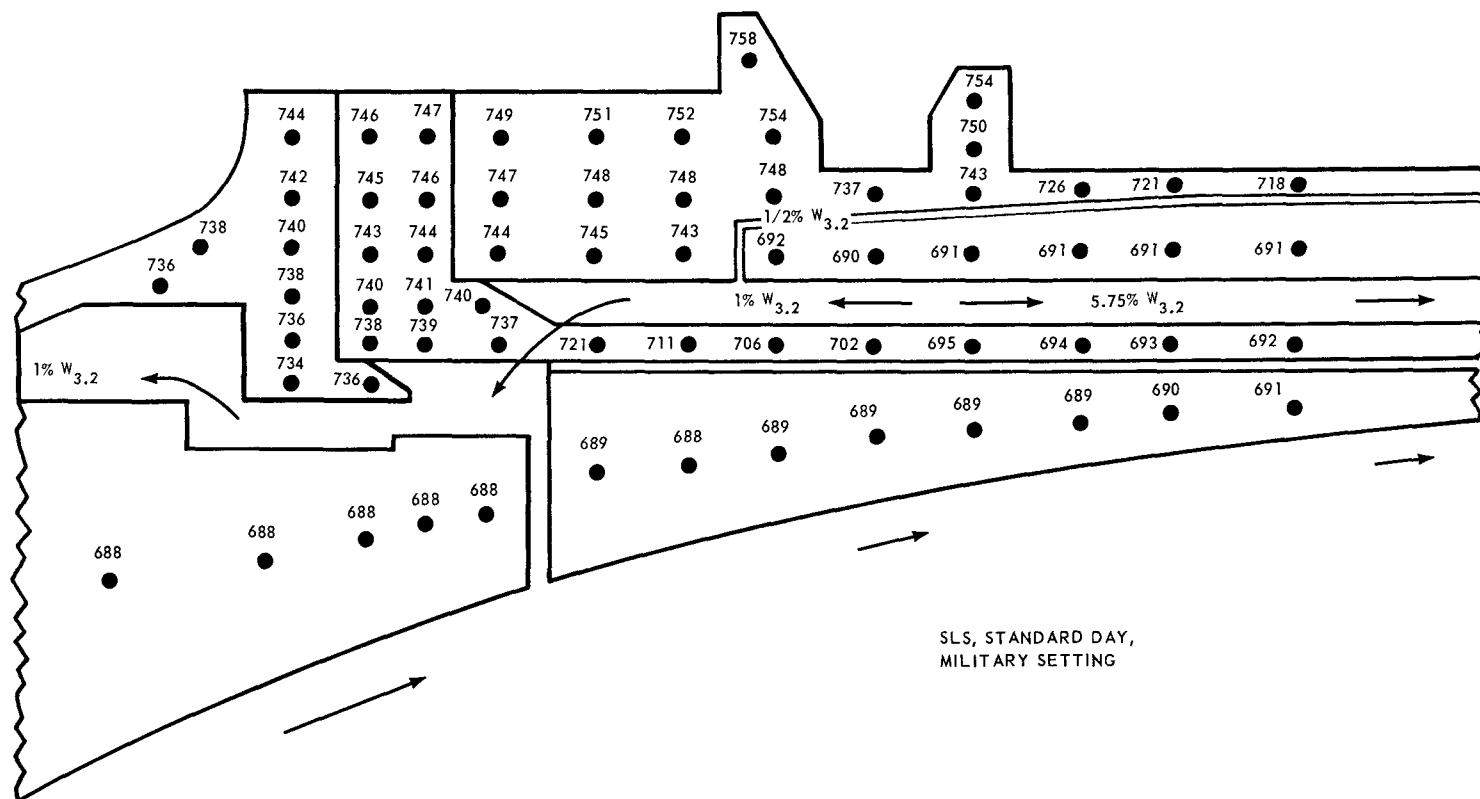 758
754
744 746 747 749 751 752 754 750
742 745 746 747 748 748 748 737 743 726 721 718
1/2% W3.2
738 740 743 744 744 745 743 692 690 691 691 691 691
736 738 740 741 740 1% W3.2 5.75% W3.2
736 738 739 737 721 711 706 702 695 694 693 692
1% W3.2 734 736
689 688 689 689 689 689 690 691
688 688 688 688 688
SLS, STANDARD DAY,
MILITARY SETTING